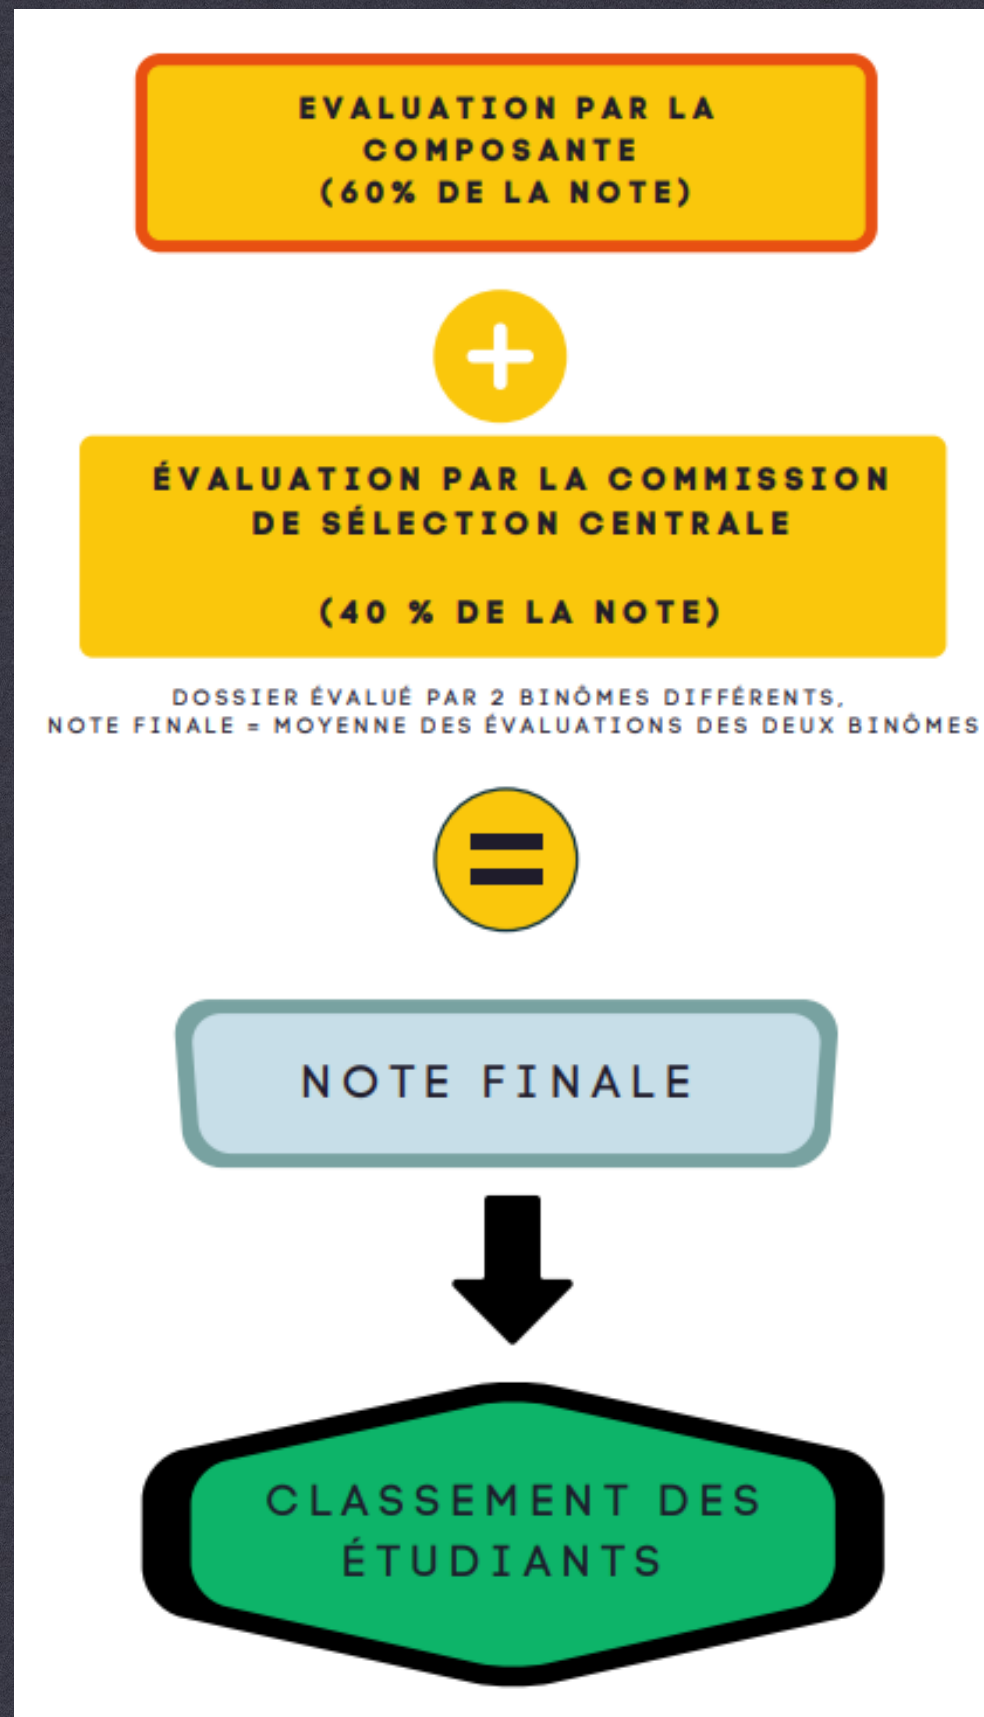 EVALUATION PAR LA
COMPOSANTE
(60% DE LA NOTE)
ÉVALUATION PAR LA COMMISSION
DE SÉLECTION CENTRALE
(40 % DE LA NOTE)
DOSSIER ÉVALUÉ PAR 2 BINÔMES DIFFÉRENTS,
NOTE FINALE = MOYENNE DES ÉVALUATIONS DES DEUX BINÔMES
NOTE FINALE
CLASSEMENT DES
ÉTUDIANTS